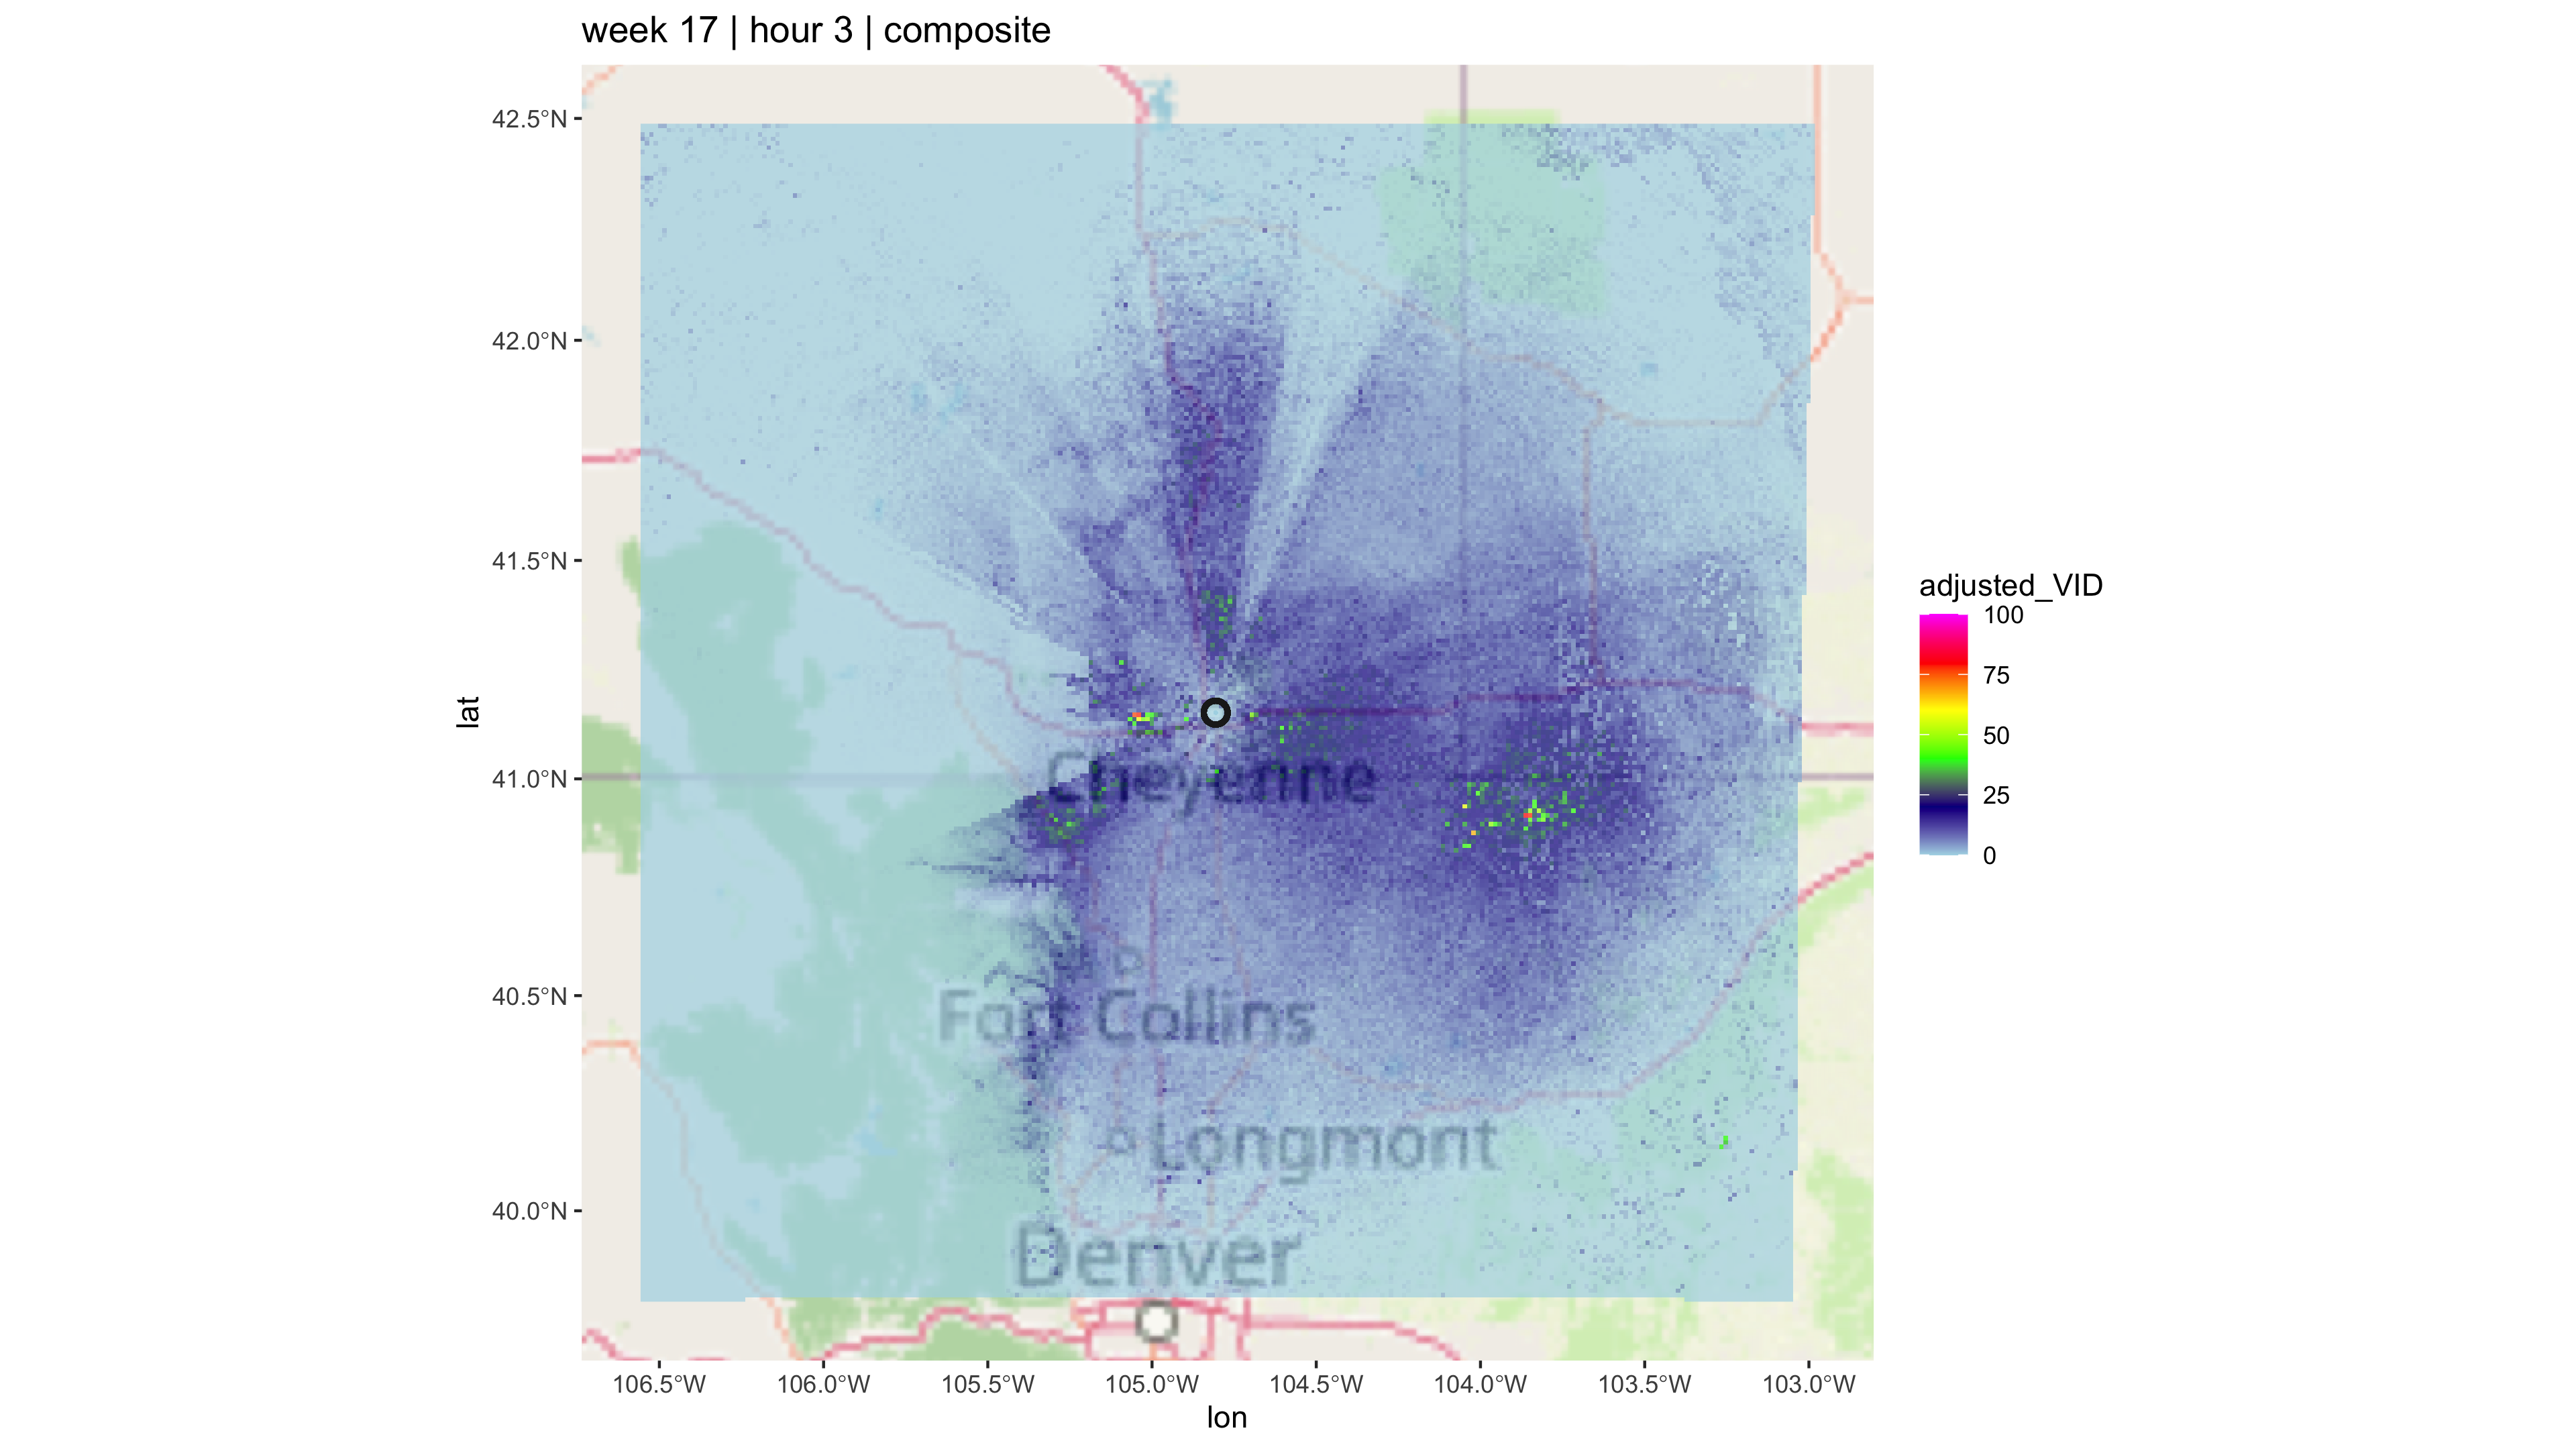 week 17 | hour 3 | composite
42.5°N
42.0°N
41.5°N
41.0°N
40.5°N
40.0°N
lat
Cheyenne
Fort Collins
Longmont
Denver
106.5°W 106.0°W 105.5°W 105.0°W 104.5°W 104.0°W 103.5°W 103.0°W
lon
adjusted_VID
100
75
50
25
0